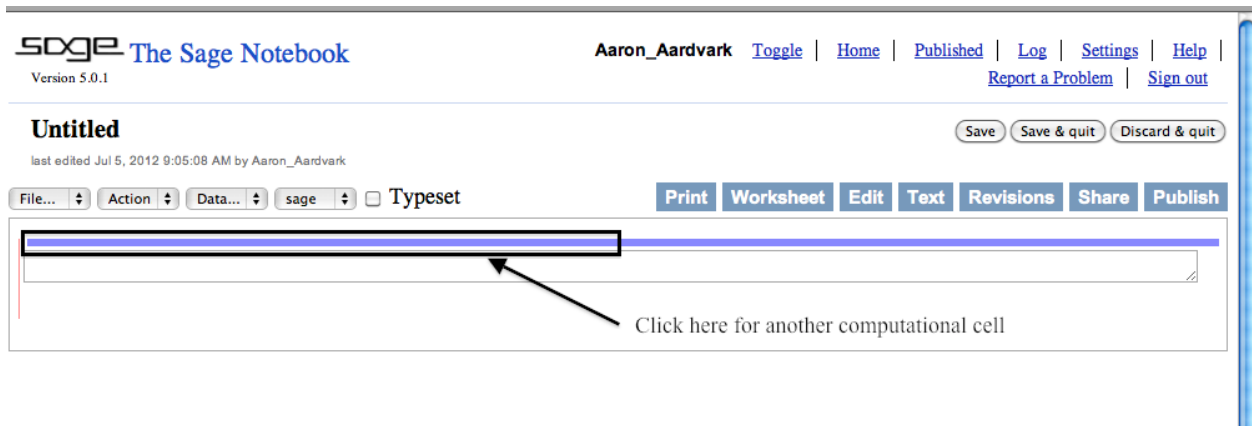 sage The Sage Notebook
Version 5.0.1
Aaron_Aardvark Toggle | Home | Published | Log | Settings | Help |
Report a Problem | Sign out
Untitled
Save Save & quit Discard & quit
last edited Jul 5, 2012 9:05:08 AM by Aaron_Aardvark
File... Action Data... sage Typeset Print Worksheet Edit Text Revisions Share Publish
Click here for another computational cell